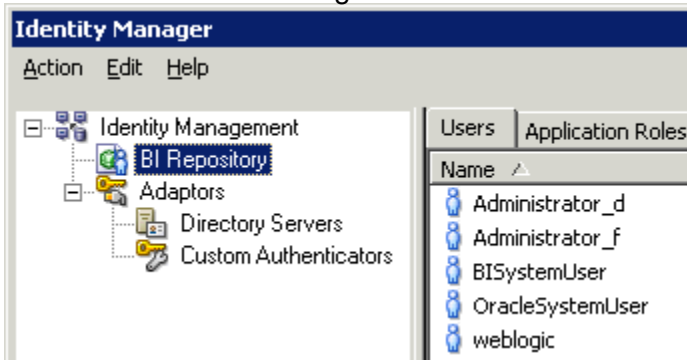 Identity Manager
Action Edit Help
Identity Management
BI Repository
Adaptors
Directory Servers
Custom Authenticators
Users Application Roles
Name
Administrator_d
Administrator_f
BISystemUser
OracleSystemUser
weblogic